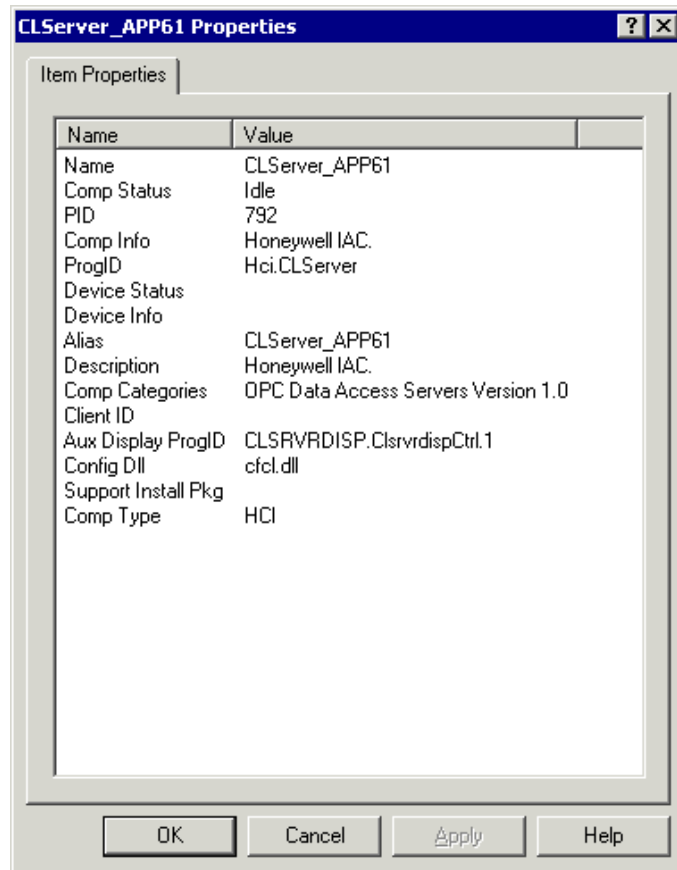 CLServer_APP61 Properties
Item Properties
Name Value
Name CLServer_APP61
Comp Status Idle
PID 792
Comp Info Honeywell IAC.
ProgID Hci.CLServer
Device Status
Device Info
Alias CLServer_APP61
Description Honeywell IAC.
Comp Categories OPC Data Access Servers Version 1.0
Client ID
Aux Display ProgID CLSRVRDISP.ClsrvrdispCtrl.1
Config Dll cfcl.dll
Support Install Pkg
Comp Type HCI
OK Cancel Apply Help